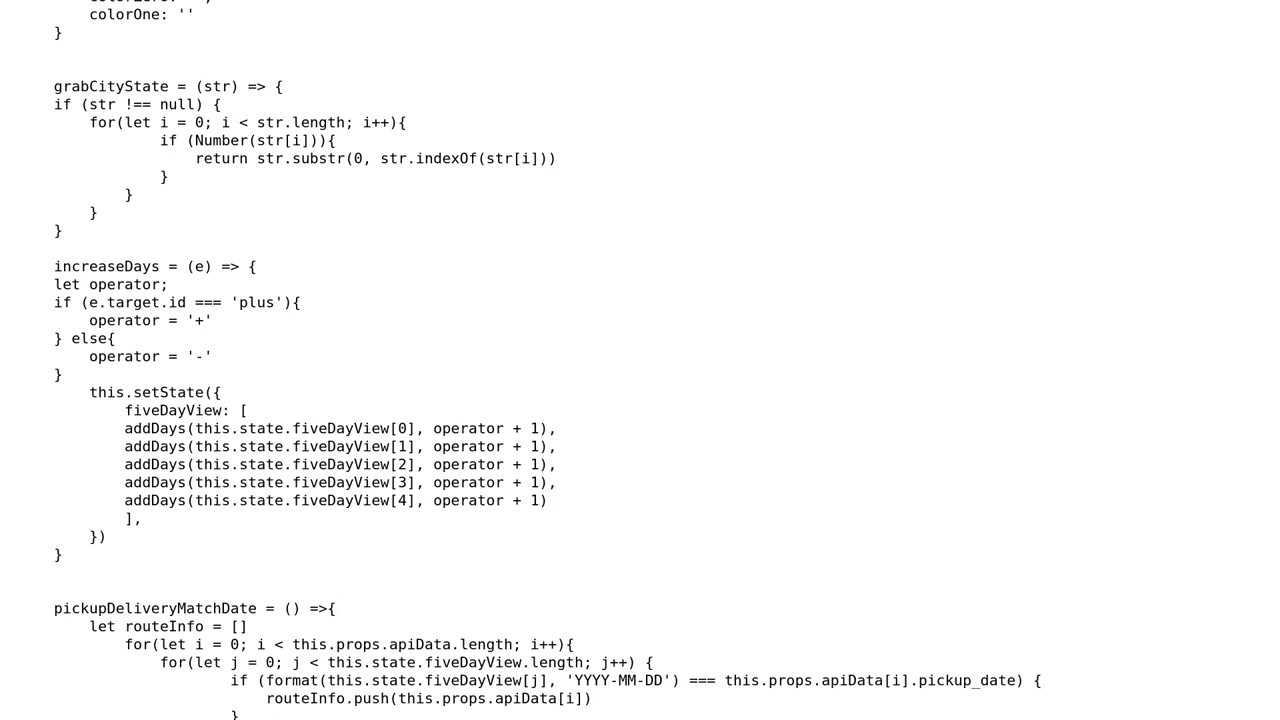 colorOne: ''
}
grabCityState = (str) => {
if (str !== null) {
for(let i = 0; i < str.length; i++){
if (Number(str[i])){
return str.substr(0, str.indexOf(str[i]))
}
}
}
}
increaseDays = (e) => {
let operator;
if (e.target.id === 'plus'){
operator = '+'
} else{
operator = '-'
}
this.setState({
fiveDayView: [
addDays(this.state.fiveDayView[0], operator + 1),
addDays(this.state.fiveDayView[1], operator + 1),
addDays(this.state.fiveDayView[2], operator + 1),
addDays(this.state.fiveDayView[3], operator + 1),
addDays(this.state.fiveDayView[4], operator + 1)
],
})
}
pickupDeliveryMatchDate = () =>{
let routeInfo = []
for(let i = 0; i < this.props.apiData.length; i++){
for(let j = 0; j < this.state.fiveDayView.length; j++) {
if (format(this.state.fiveDayView[j], 'YYYY-MM-DD') === this.props.apiData[i].pickup_date) {
routeInfo.push(this.props.apiData[i])
}